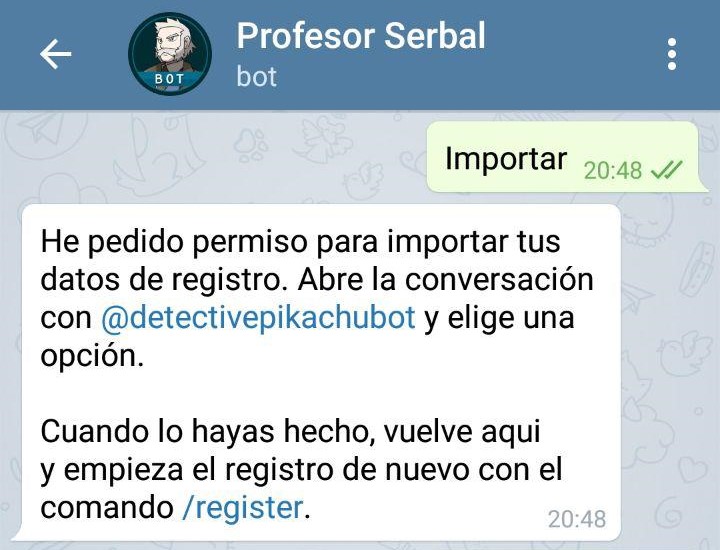 Profesor Serbal
BOT
bot
Importar
20:48
He pedido permiso para importar tus
datos de registro. Abre la conversación
con @detectivepikachubot y elige una
opción.
Cuando lo hayas hecho, vuelve aqui
y empieza el registro de nuevo con el
comando /register.
20:48